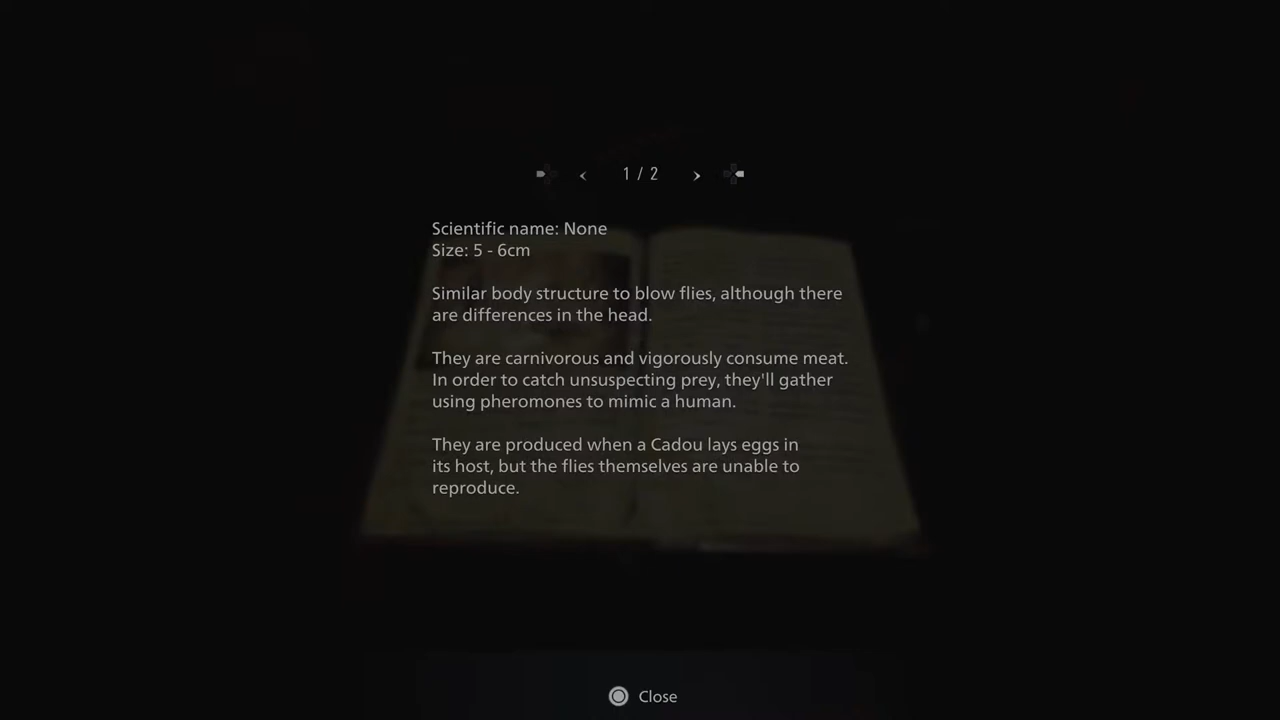 1 / 2
Scientific name: None
Size: 5 - 6cm
Similar body structure to blow flies, although there
are differences in the head.
They are carnivorous and vigorously consume meat.
In order to catch unsuspecting prey, they'll gather
using pheromones to mimic a human.
They are produced when a Cadou lays eggs in
its host, but the flies themselves are unable to
reproduce.
Close